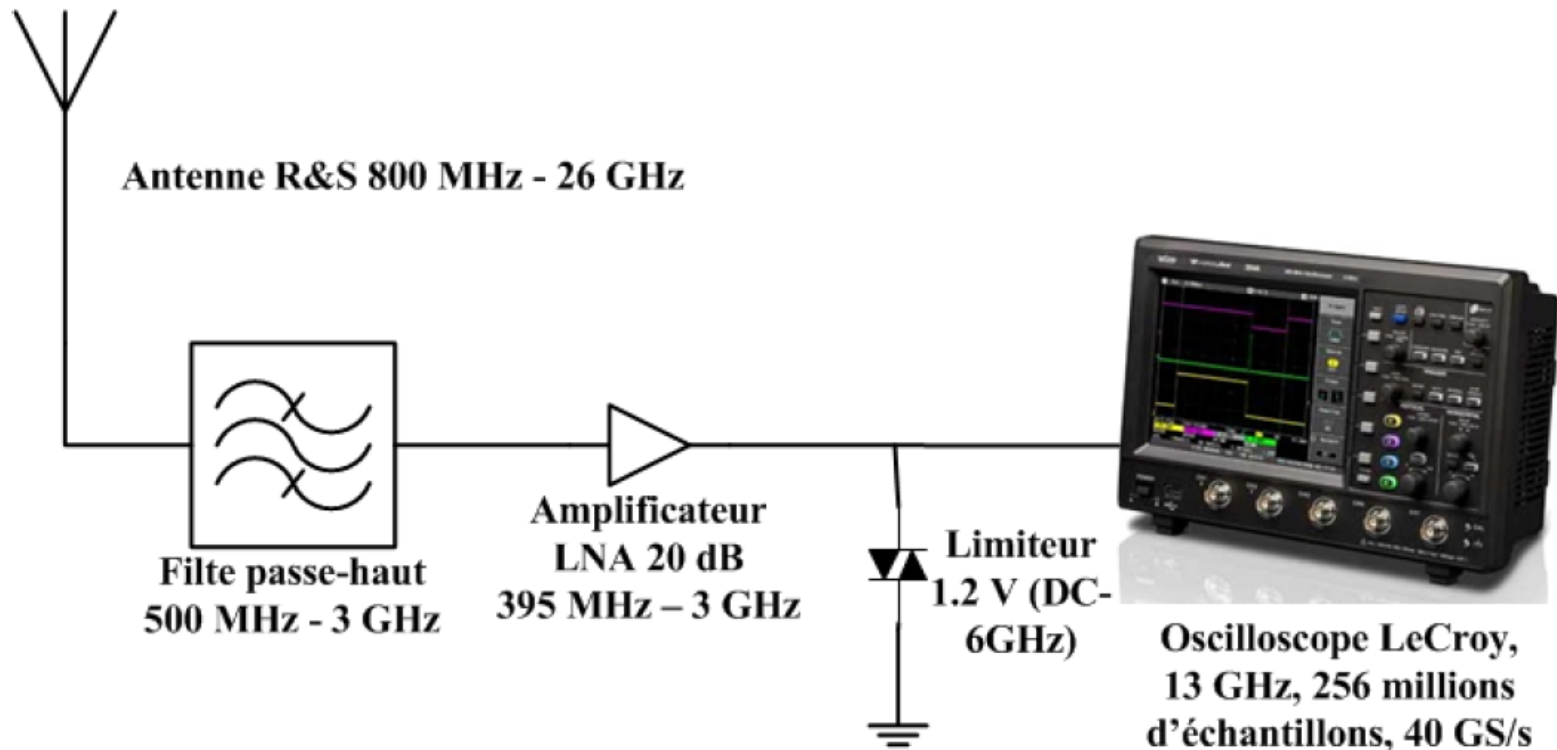 Antenne R&S 800 MHz - 26 GHz
Filte passe-haut
500 MHz - 3 GHz
Amplificateur
LNA 20 dB
395 MHz – 3 GHz
Limiteur
1.2 V (DC-
6GHz)
Oscilloscope LeCroy,
13 GHz, 256 millions
d'échantillons, 40 GS/s